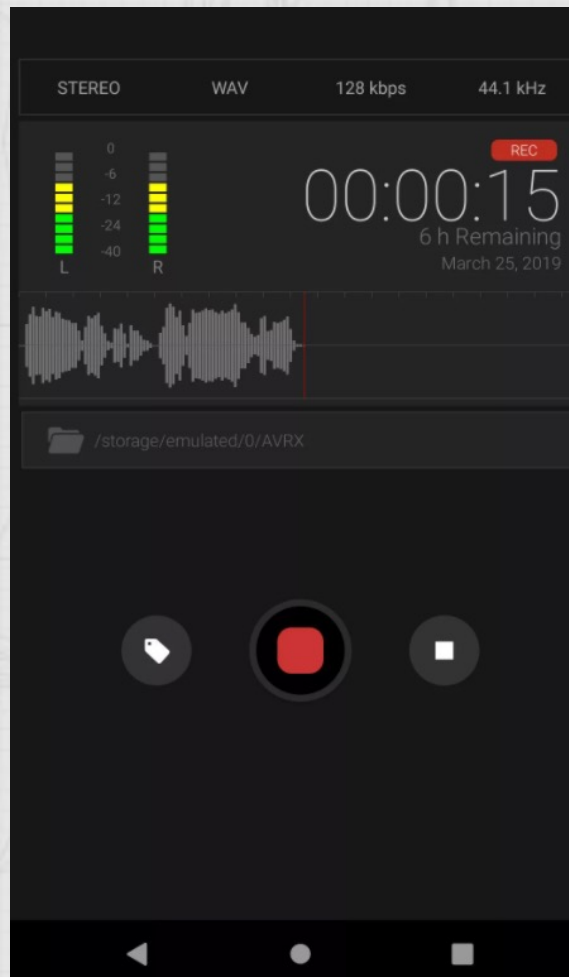 STEREO WAV 128 kbps 44.1 kHz
REC
0
-6
-12
-24
-40
L R
00:00:15
6 h Remaining
March 25, 2019
/storage/emulated/0/AVRX